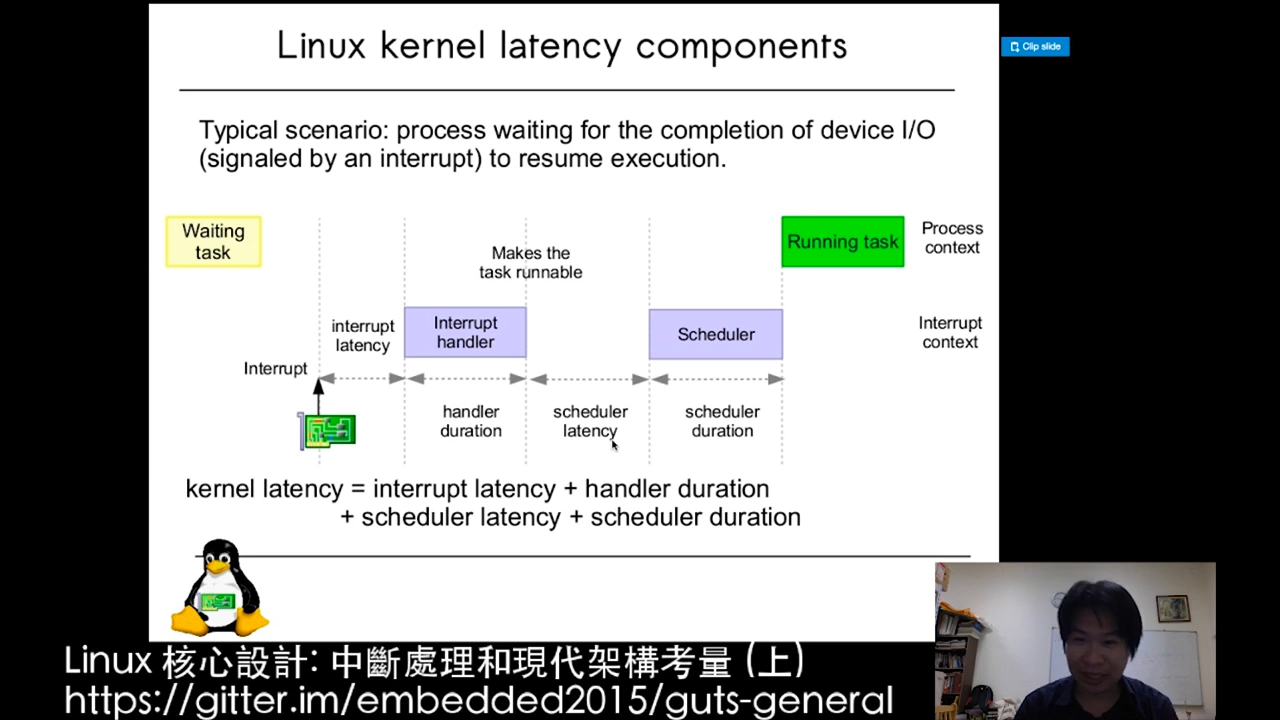 Linux kernel latency components
Clip slide
Typical scenario: process waiting for the completion of device I/O
(signaled by an interrupt) to resume execution.
Waiting
task
Makes the
task runnable
Running task
Process
context
interrupt
latency
Interrupt
handler
Scheduler
Interrupt
context
Interrupt
handler
duration
scheduler
latency
scheduler
duration
kernel latency = interrupt latency + handler duration
+ scheduler latency + scheduler duration
Linux 核心設計: 中斷處理和現代架構考量 (上)
https://gitter.im/embedded2015/guts-general